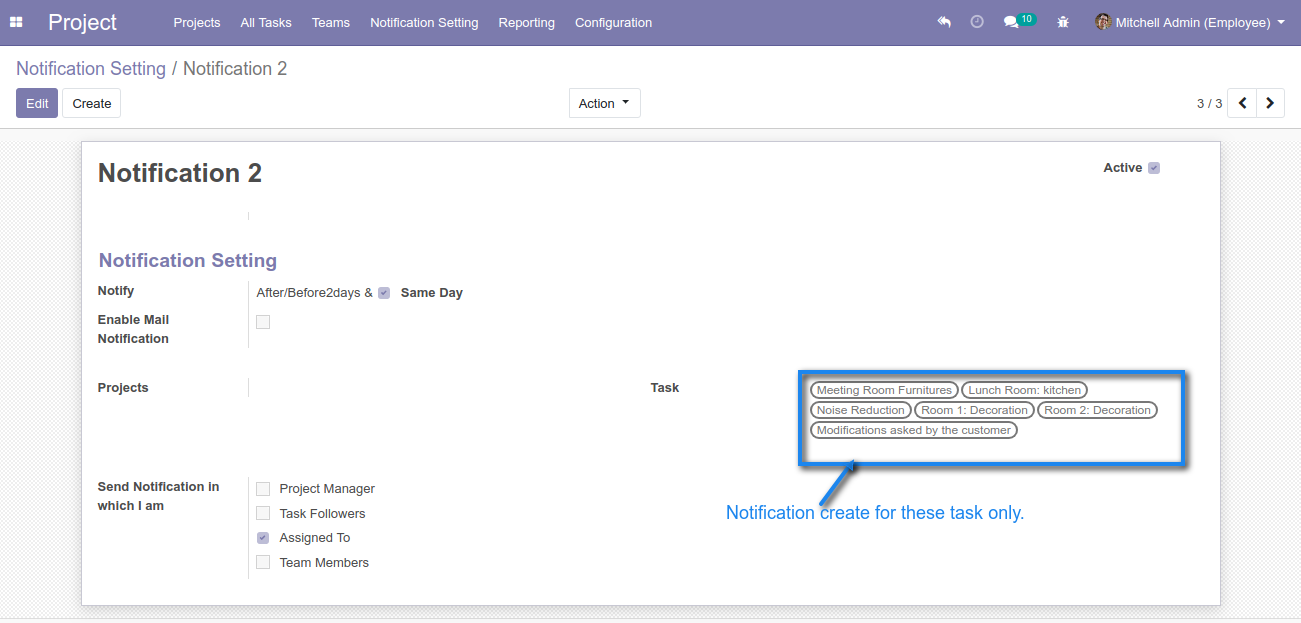 Project Projects All Tasks Teams Notification Setting Reporting Configuration 10 Mitchell Admin (Employee)
Notification Setting / Notification 2
Edit Create Action 3 / 3
Notification 2 Active
Notification Setting
Notify After/Before2days & Same Day
Enable Mail
Notification
Projects Task
Meeting Room Furnitures Lunch Room: kitchen
Noise Reduction Room 1: Decoration Room 2: Decoration
Modifications asked by the customer
Send Notification in
which I am
Project Manager
Task Followers
Assigned To
Team Members
Notification create for these task only.